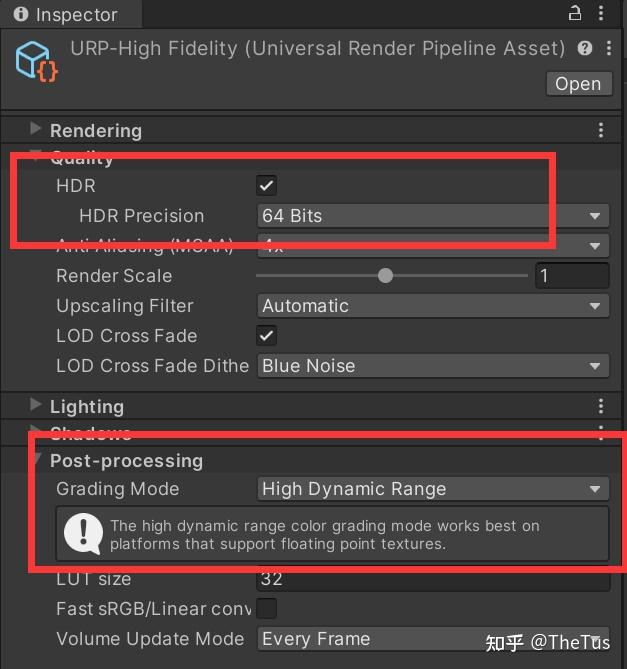 Inspector
URP-High Fidelity (Universal Render Pipeline Asset)
Open
Rendering
Quality
HDR
HDR Precision 64 Bits
Anti Aliasing (MSAA) 4x
Render Scale 1
Upscaling Filter Automatic
LOD Cross Fade
LOD Cross Fade Dithe Blue Noise
Lighting
Shadows
Post-processing
Grading Mode High Dynamic Range
The high dynamic range color grading mode works best on
platforms that support floating point textures.
LUT size 32
Fast sRGB/Linear conv
Volume Update Mode Every Frame
知乎 @TheTus